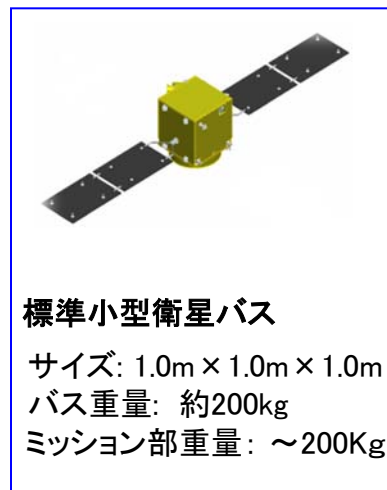 標準小型衛星バス
サイズ: 1.0m×1.0m×1.0m
バス重量: 約200kg
ミッション部重量: ～200Kg